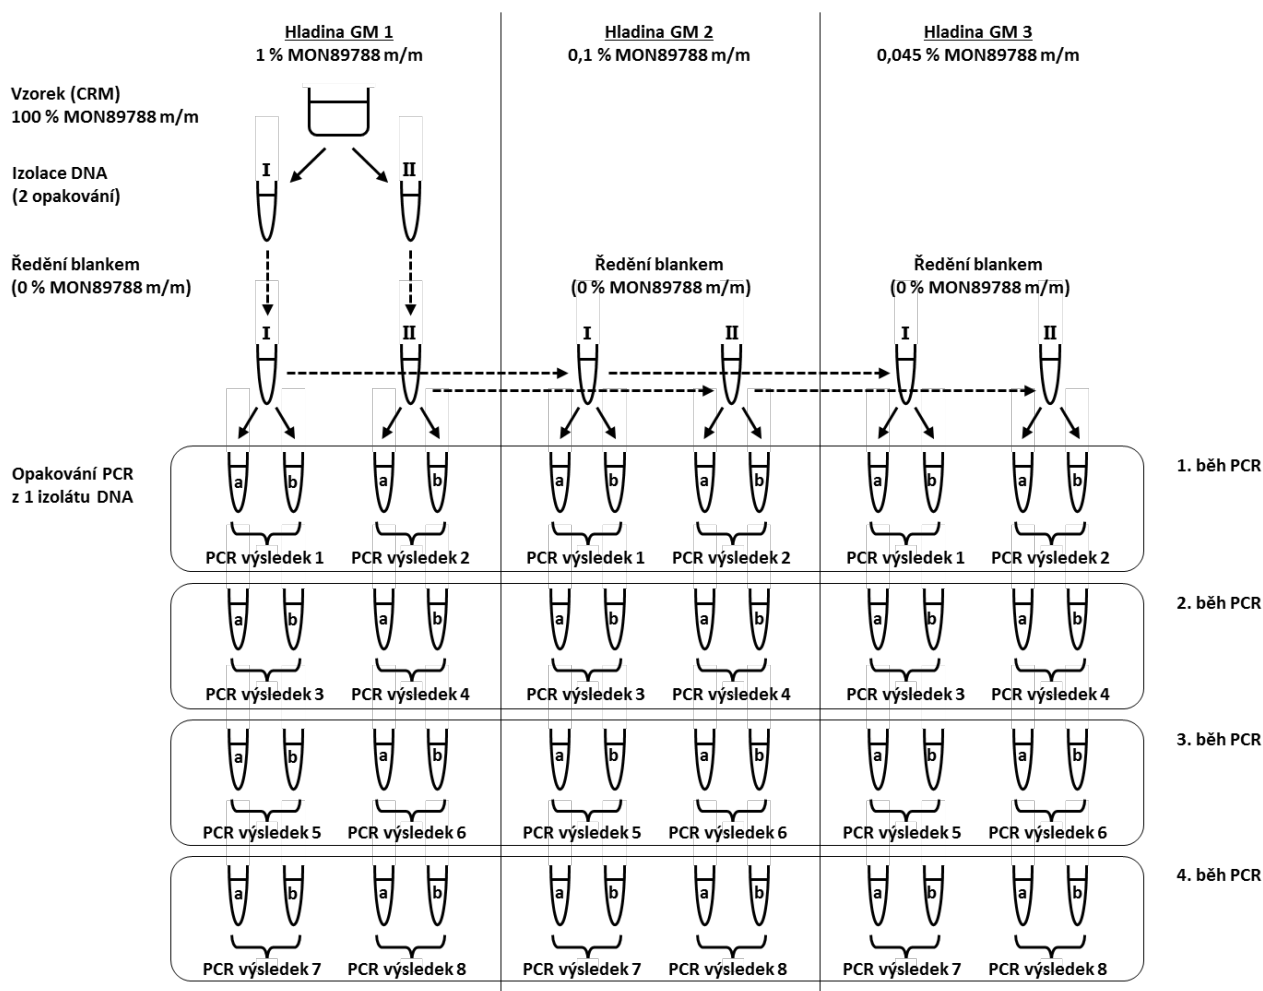 Hladina GM 1
1 % MON89788 m/m
Hladina GM 2
0,1 % MON89788 m/m
Hladina GM 3
0,045 % MON89788 m/m
Vzorek (CRM)
100 % MON89788 m/m
Izolace DNA
(2 opakování)
I II
Ředění blankem
(0 % MON89788 m/m)
Ředění blankem
(0 % MON89788 m/m)
Ředění blankem
(0 % MON89788 m/m)
I II I II I II
Opakování PCR
z 1 izolátu DNA
1. běh PCR
a b a b a b a b a b a b
PCR výsledek 1 PCR výsledek 2 PCR výsledek 1 PCR výsledek 2 PCR výsledek 1 PCR výsledek 2
2. běh PCR
a b a b a b a b a b a b
PCR výsledek 3 PCR výsledek 4 PCR výsledek 3 PCR výsledek 4 PCR výsledek 3 PCR výsledek 4
3. běh PCR
a b a b a b a b a b a b
PCR výsledek 5 PCR výsledek 6 PCR výsledek 5 PCR výsledek 6 PCR výsledek 5 PCR výsledek 6
4. běh PCR
a b a b a b a b a b a b
PCR výsledek 7 PCR výsledek 8 PCR výsledek 7 PCR výsledek 8 PCR výsledek 7 PCR výsledek 8